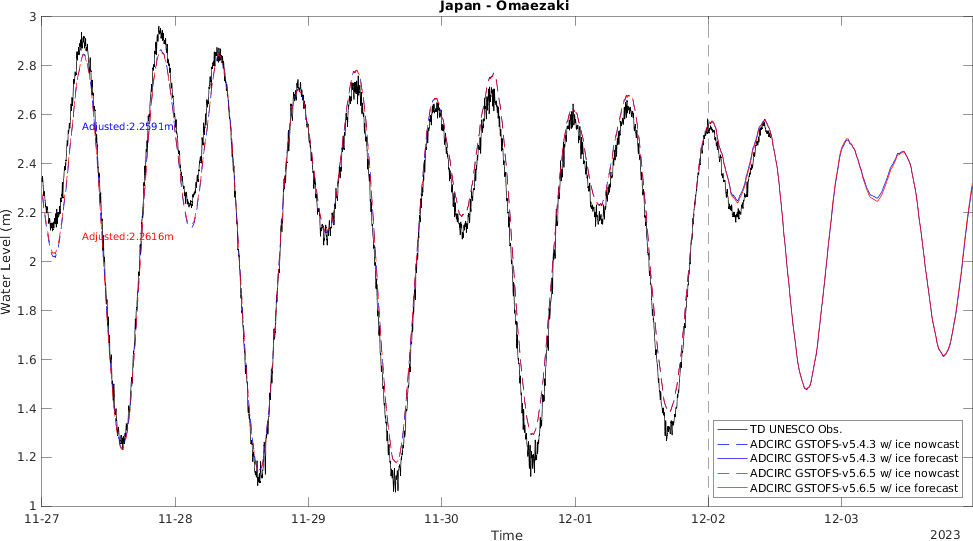 Japan - Omaezaki
3
2.8
2.6
2.4
2.2
2
1.8
1.6
1.4
1.2
1
Water Level (m)
Adjusted:2.2591m
Adjusted:2.2616m
TD UNESCO Obs.
ADCIRC GSTOFS-v5.4.3 w/ ice nowcast
ADCIRC GSTOFS-v5.4.3 w/ ice forecast
ADCIRC GSTOFS-v5.6.5 w/ ice nowcast
ADCIRC GSTOFS-v5.6.5 w/ ice forecast
11-27 11-28 11-29 11-30 12-01 12-02 12-03
Time
2023